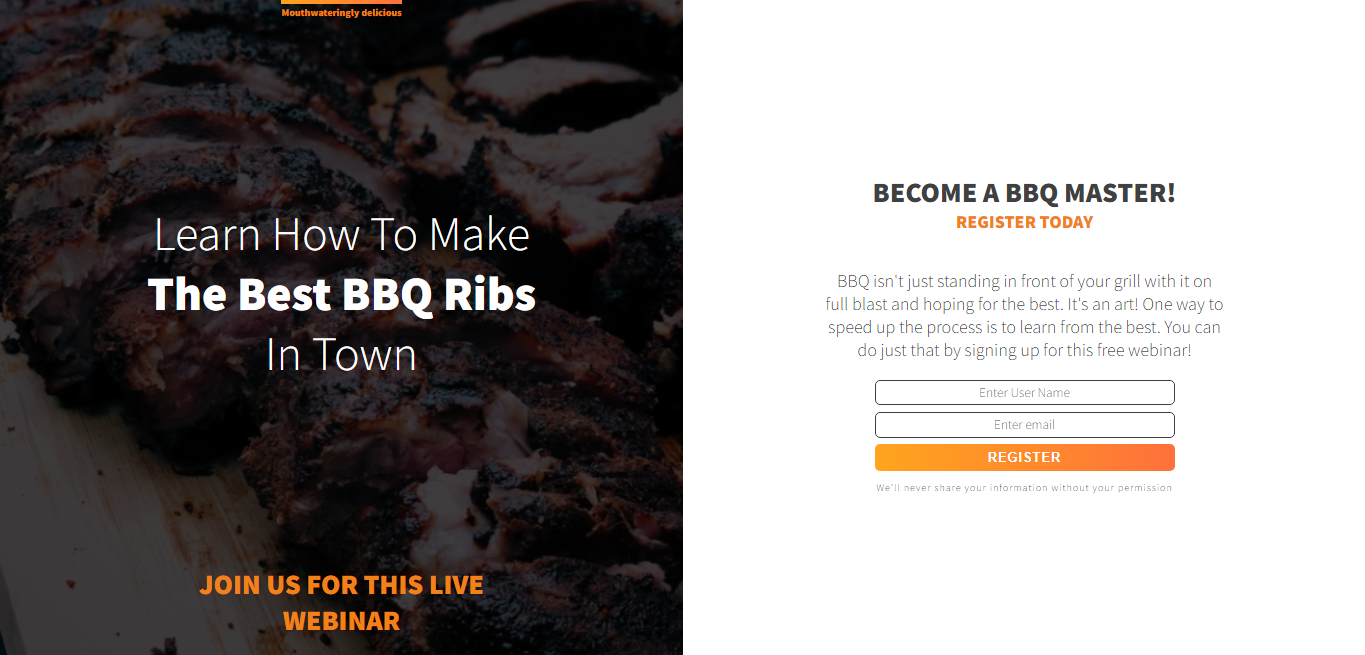 Mouthwateringly delicious
Learn How To Make
The Best BBQ Ribs
In Town
JOIN US FOR THIS LIVE
WEBINAR
BECOME A BBQ MASTER!
REGISTER TODAY
BBQ isn't just standing in front of your grill with it on
full blast and hoping for the best. It's an art! One way to
speed up the process is to learn from the best. You can
do just that by signing up for this free webinar!
Enter User Name
Enter email
REGISTER
We'll never share your information without your permission